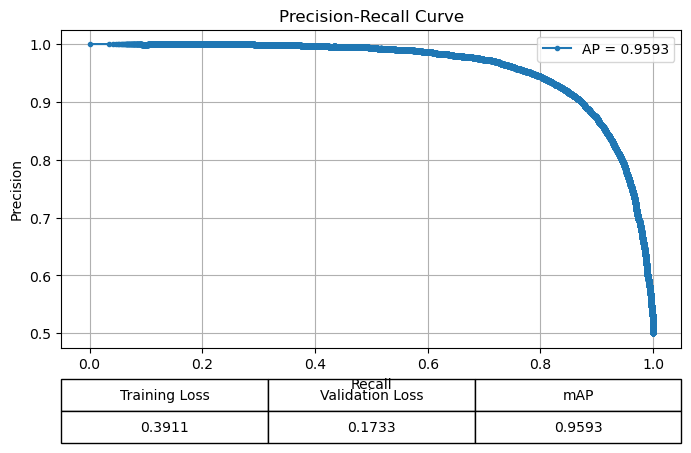 Precision-Recall Curve
AP = 0.9593
Precision
1.0
0.9
0.8
0.7
0.6
0.5
0.0 0.2 0.4 0.6 0.8 1.0
Recall
Training Loss Validation Loss mAP
0.3911 0.1733 0.9593